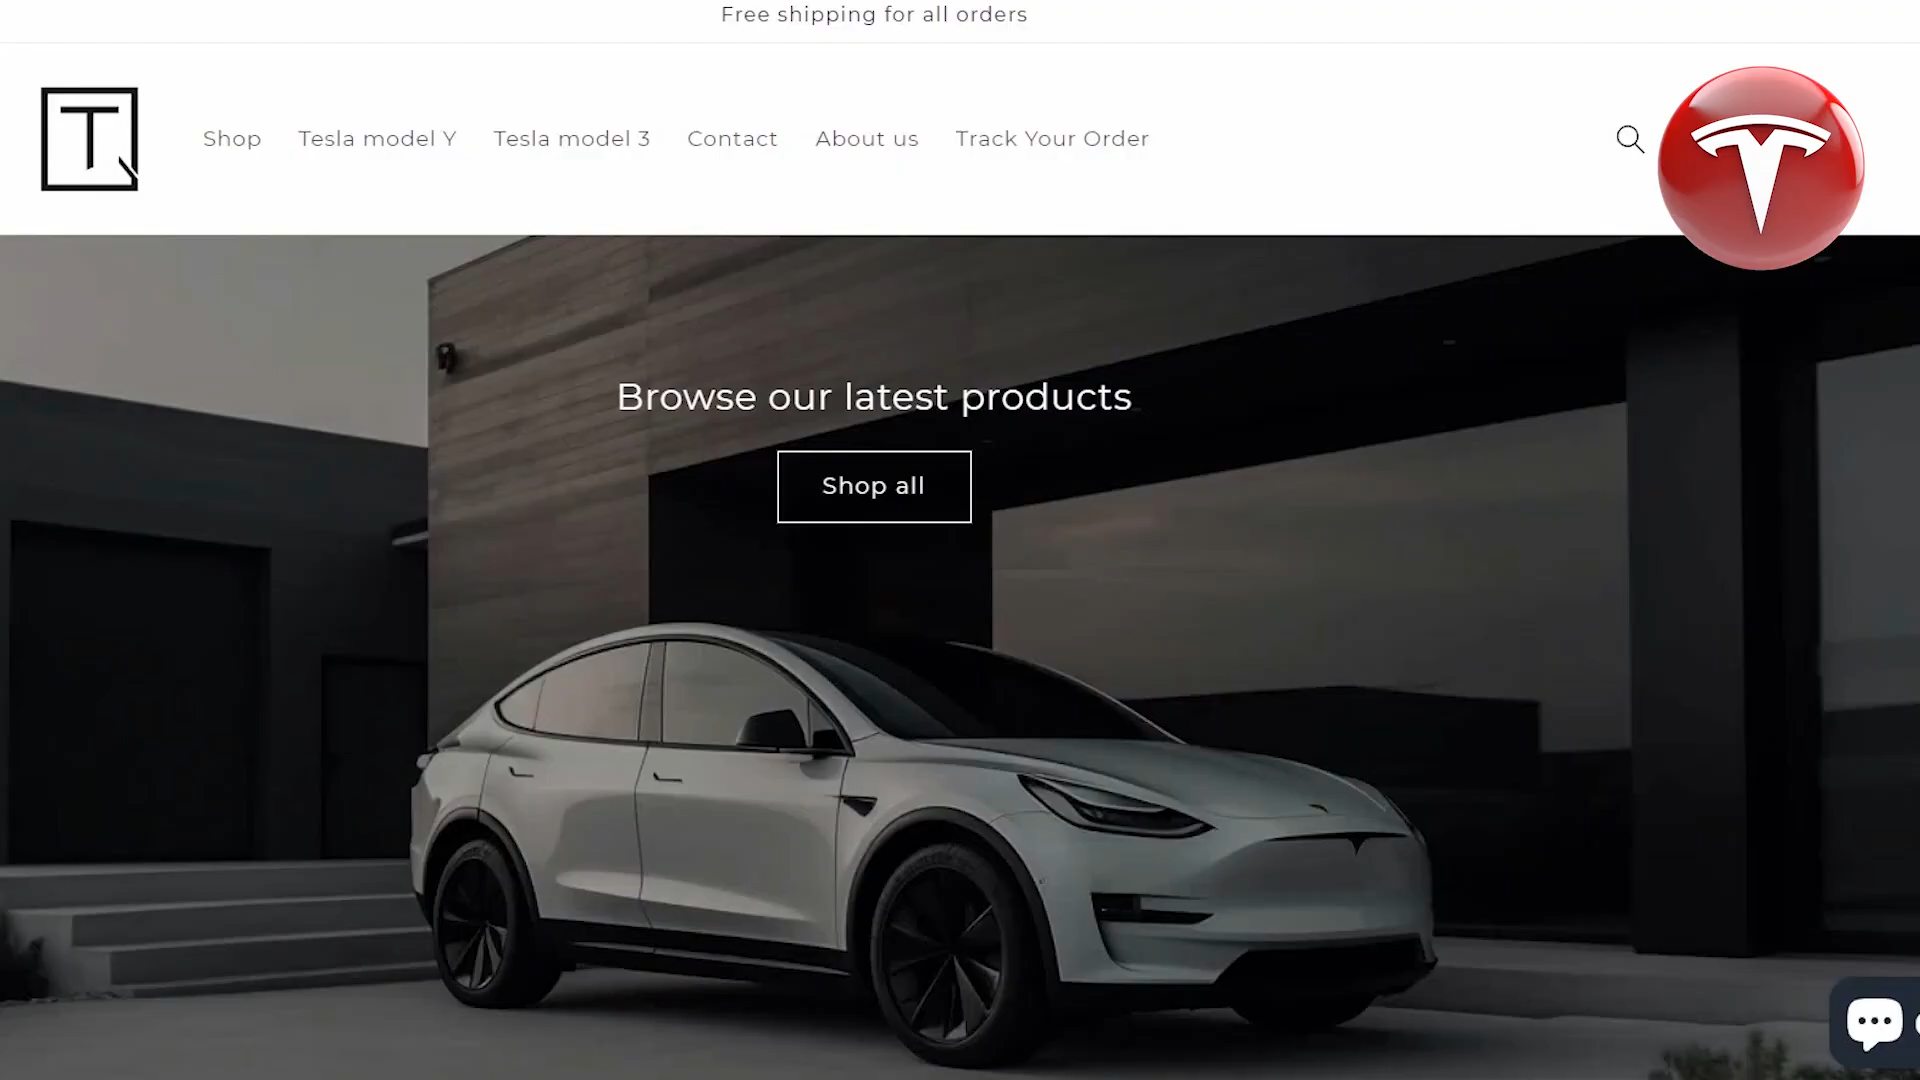 Free shipping for all orders
Shop Tesla model Y Tesla model 3 Contact About us Track Your Order
Browse our latest products
Shop all